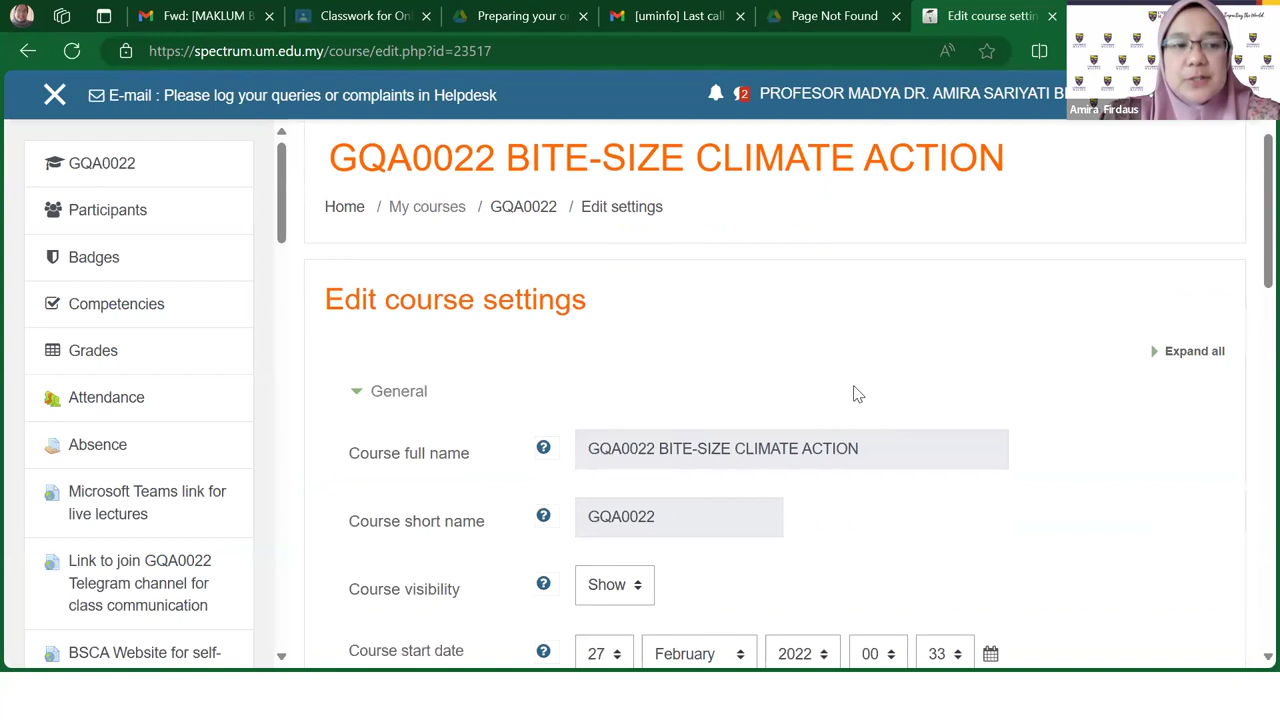 Fwd: [MAKLUM B
Classwork for Onl
Preparing your o
[uminfo] Last call
Page Not Found
Edit course settin
https://spectrum.um.edu.my/course/edit.php?id=23517
E-mail : Please log your queries or complaints in Helpdesk
2
PROFESOR MADYA DR. AMIRA SARIYATI B
Amira Firdaus
GQA0022
Participants
Badges
Competencies
Grades
Attendance
Absence
Microsoft Teams link for
live lectures
Link to join GQA0022
Telegram channel for
class communication
BSCA Website for self-
GQA0022 BITE-SIZE CLIMATE ACTION
Home / My courses / GQA0022 / Edit settings
Edit course settings
Expand all
General
Course full name
GQA0022 BITE-SIZE CLIMATE ACTION
Course short name
GQA0022
Course visibility
Show
Course start date
27 February 2022 00 33